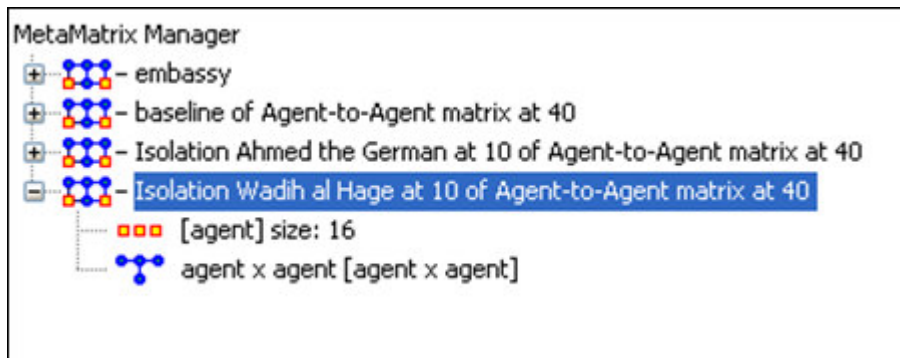 MetaMatrix Manager
– embassy
– baseline of Agent-to-Agent matrix at 40
– Isolation Ahmed the German at 10 of Agent-to-Agent matrix at 40
– Isolation Wadih al Hage at 10 of Agent-to-Agent matrix at 40
[agent] size: 16
agent x agent [agent x agent]